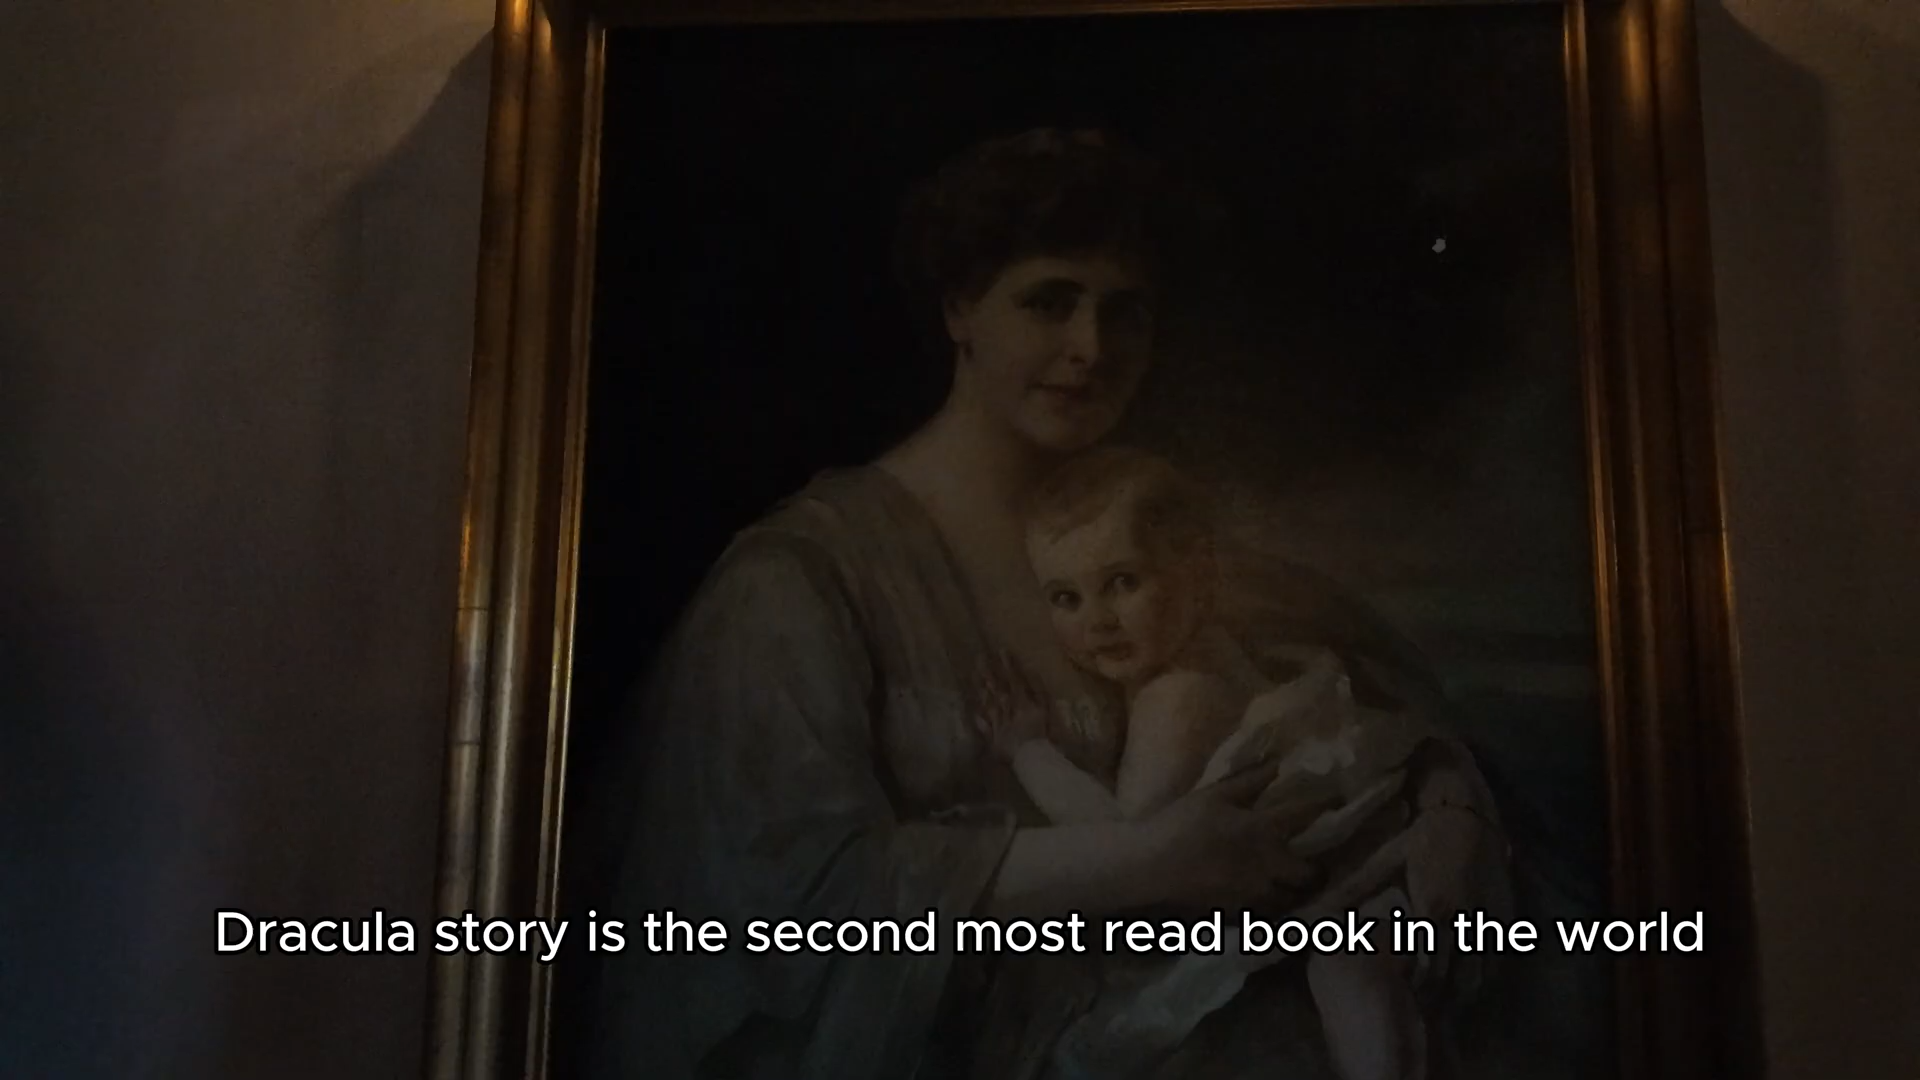 Dracula story is the second most read book in the world